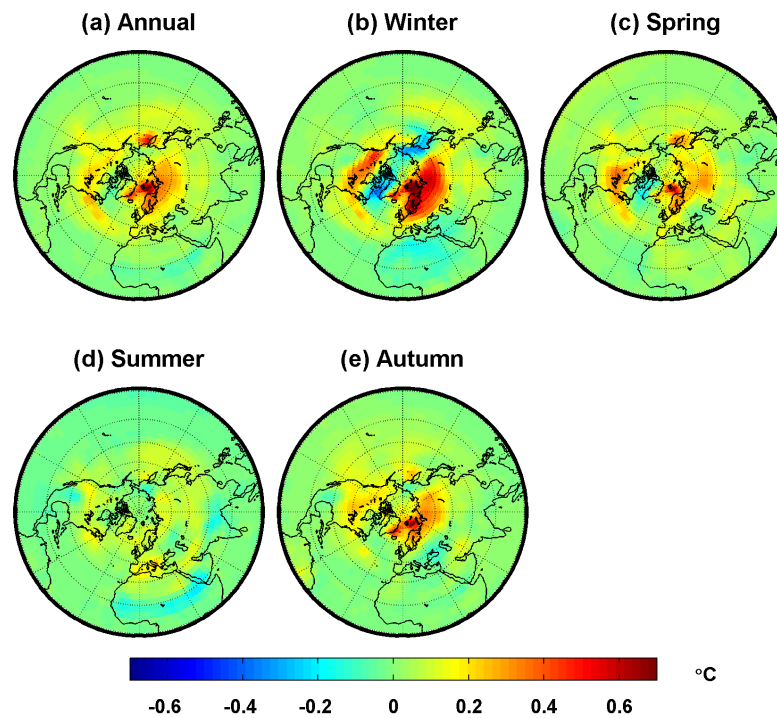 (a) Annual
(b) Winter
(c) Spring
(d) Summer
(e) Autumn
°C
-0.6 -0.4 -0.2 0 0.2 0.4 0.6